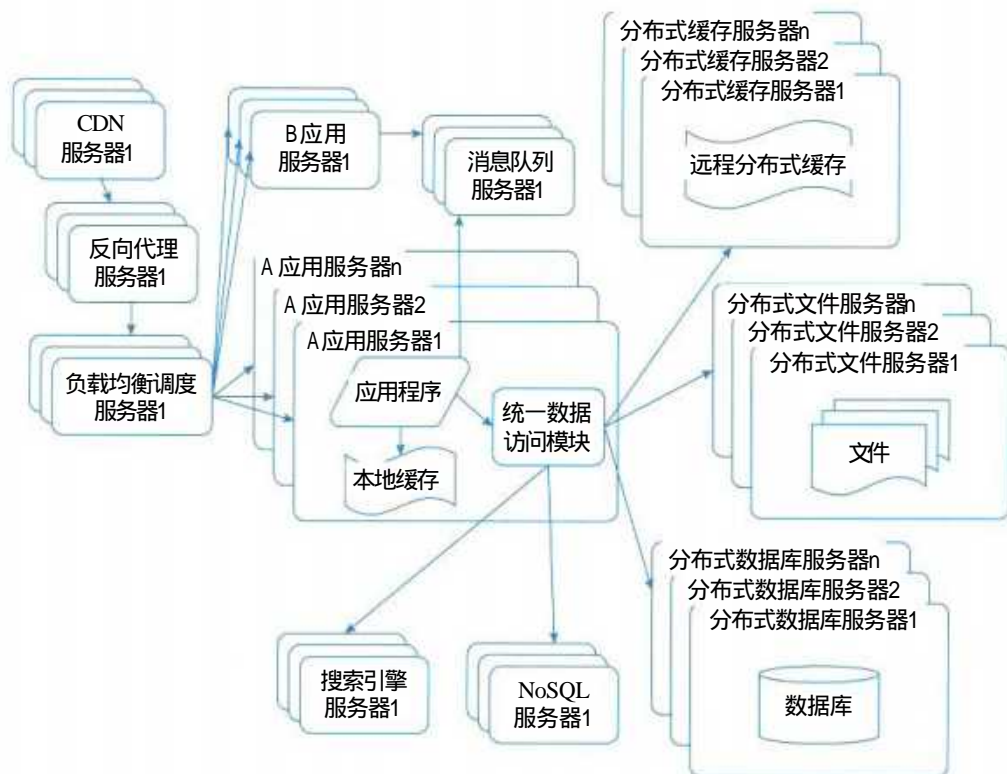 分布式缓存服务器n
分布式缓存服务器2
分布式缓存服务器1
远程分布式缓存
CDN
服务器1
B应用
服务器1
消息队列
服务器1
反向代理
服务器1
A应用服务器n
A应用服务器2
A应用服务器1
应用程序
本地缓存
统一数据
访问模块
负载均衡调度
服务器1
分布式文件服务器n
分布式文件服务器2
分布式文件服务器1
文件
分布式数据库服务器n
分布式数据库服务器2
分布式数据库服务器1
数据库
搜索引擎
服务器1
NoSQL
服务器1